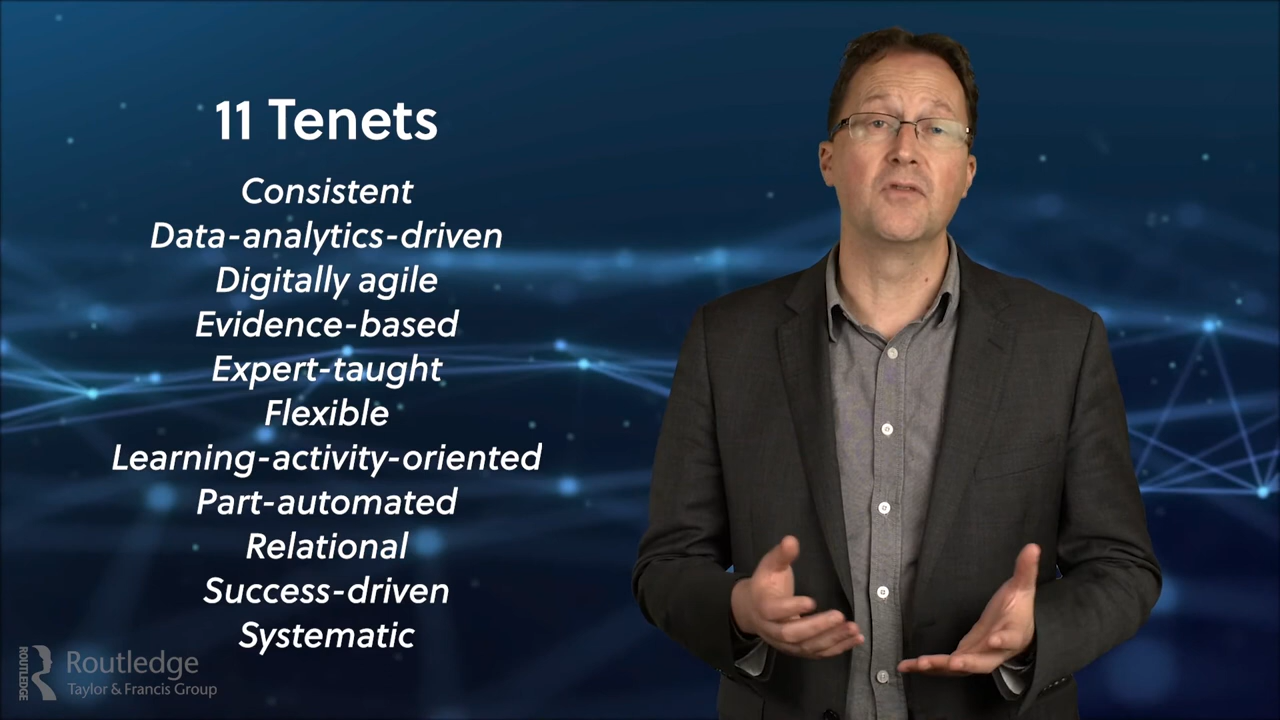 11 Tenets
Consistent
Data-analytics-driven
Digitally agile
Evidence-based
Expert-taught
Flexible
Learning-activity-oriented
Part-automated
Relational
Success-driven
Systematic
ROUTLEDGE
Routledge
Taylor & Francis Group